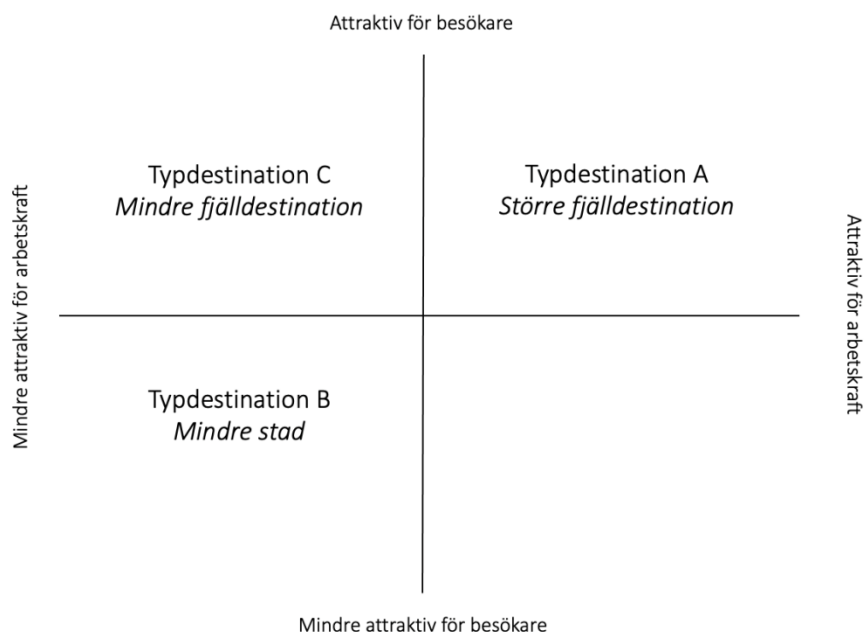 Attraktiv för besökare
Typdestination C
Mindre fjälldestination
Typdestination A
Större fjälldestination
Mindre attraktiv för arbetskraft
Attraktiv för arbetskraft
Typdestination B
Mindre stad
Mindre attraktiv för besökare